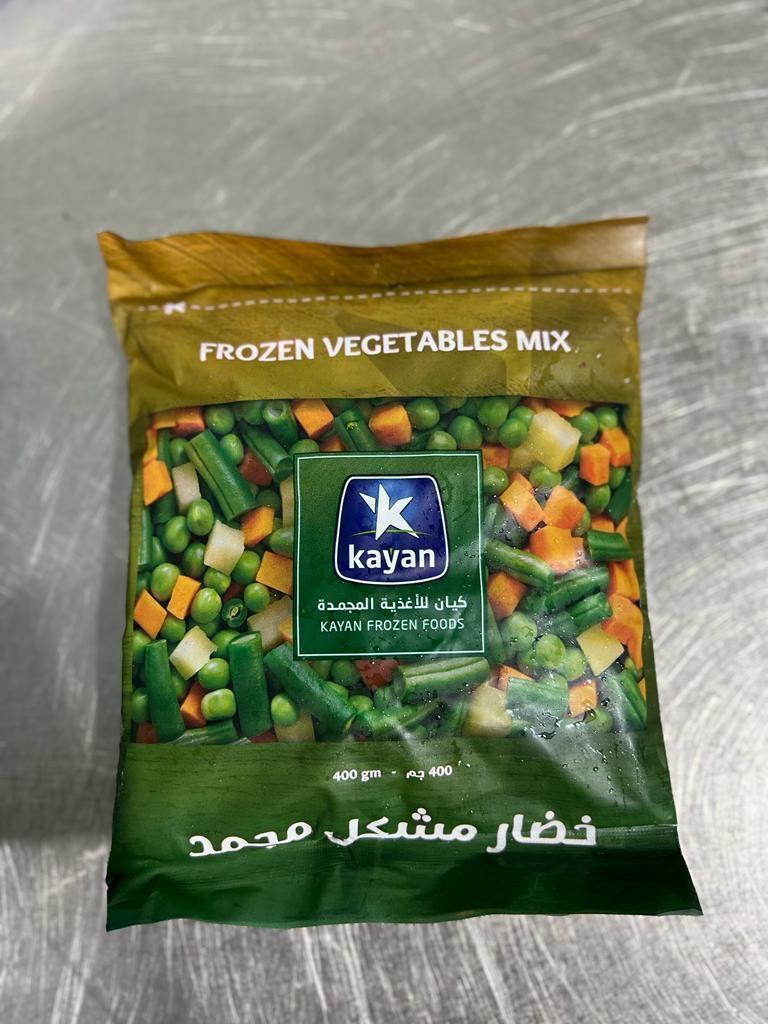 FROZEN VEGETABLES MIX
kayan
كيان للأغذية المجمدة
KAYAN FROZEN FOODS
400 gm - 400 جم
خضار مشكل مجمد